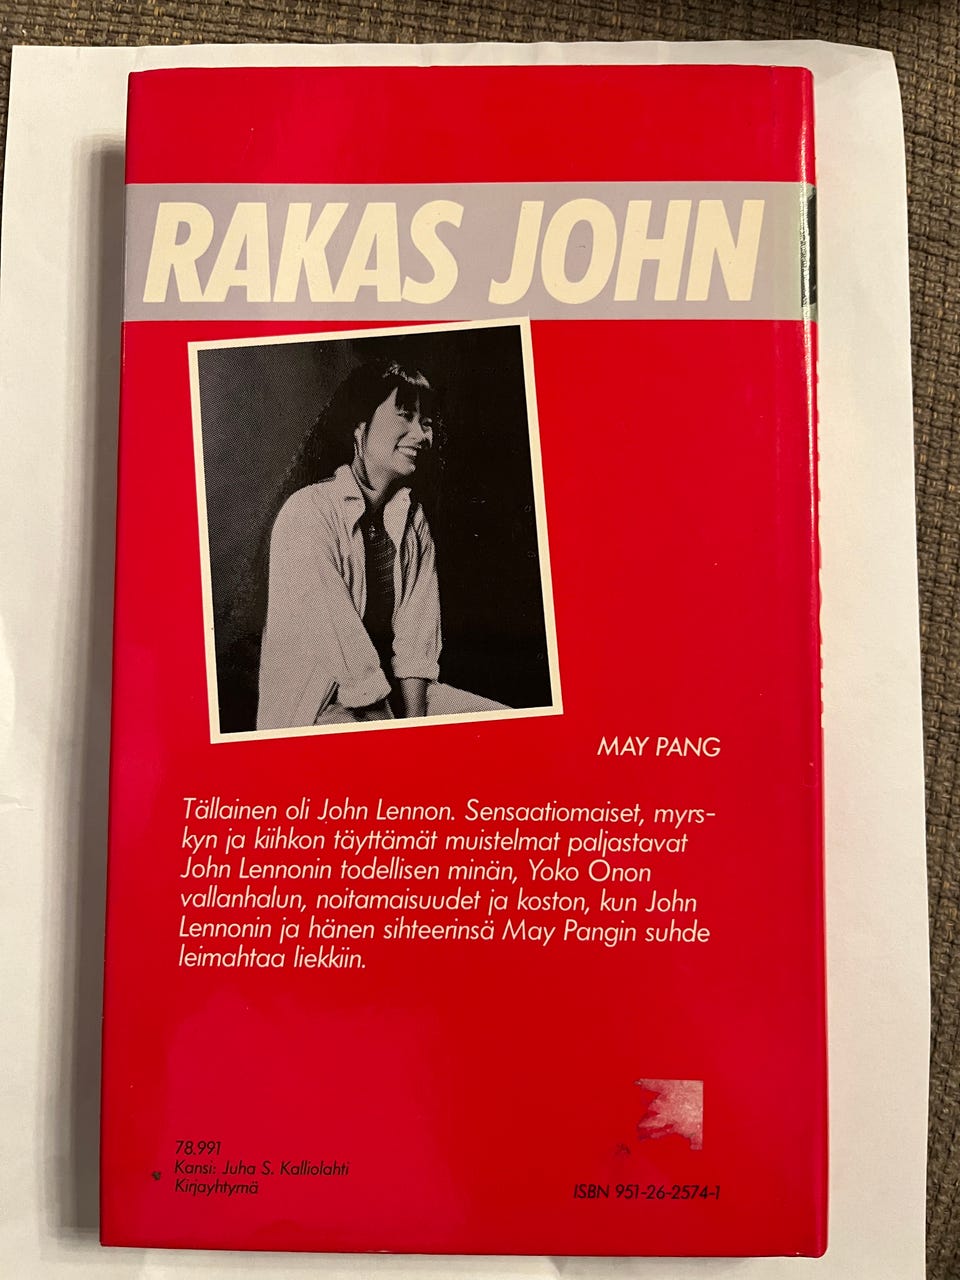 RAKAS JOHN
MAY PANG
Tällainen oli John Lennon. Sensaatiomaiset, myrs-
kyn ja kiihkon täyttämät muistelmat paljastavat
John Lennonin todellisen minän, Yoko Onon
vallanhalun, noitamaisuudet ja koston, kun John
Lennonin ja hänen sihteerinsä May Pangin suhde
leimahtaa liekkiin.
78.991
Kansi: Juha S. Kalliolahti
Kirjayhtymä
ISBN 951-26-2574-1